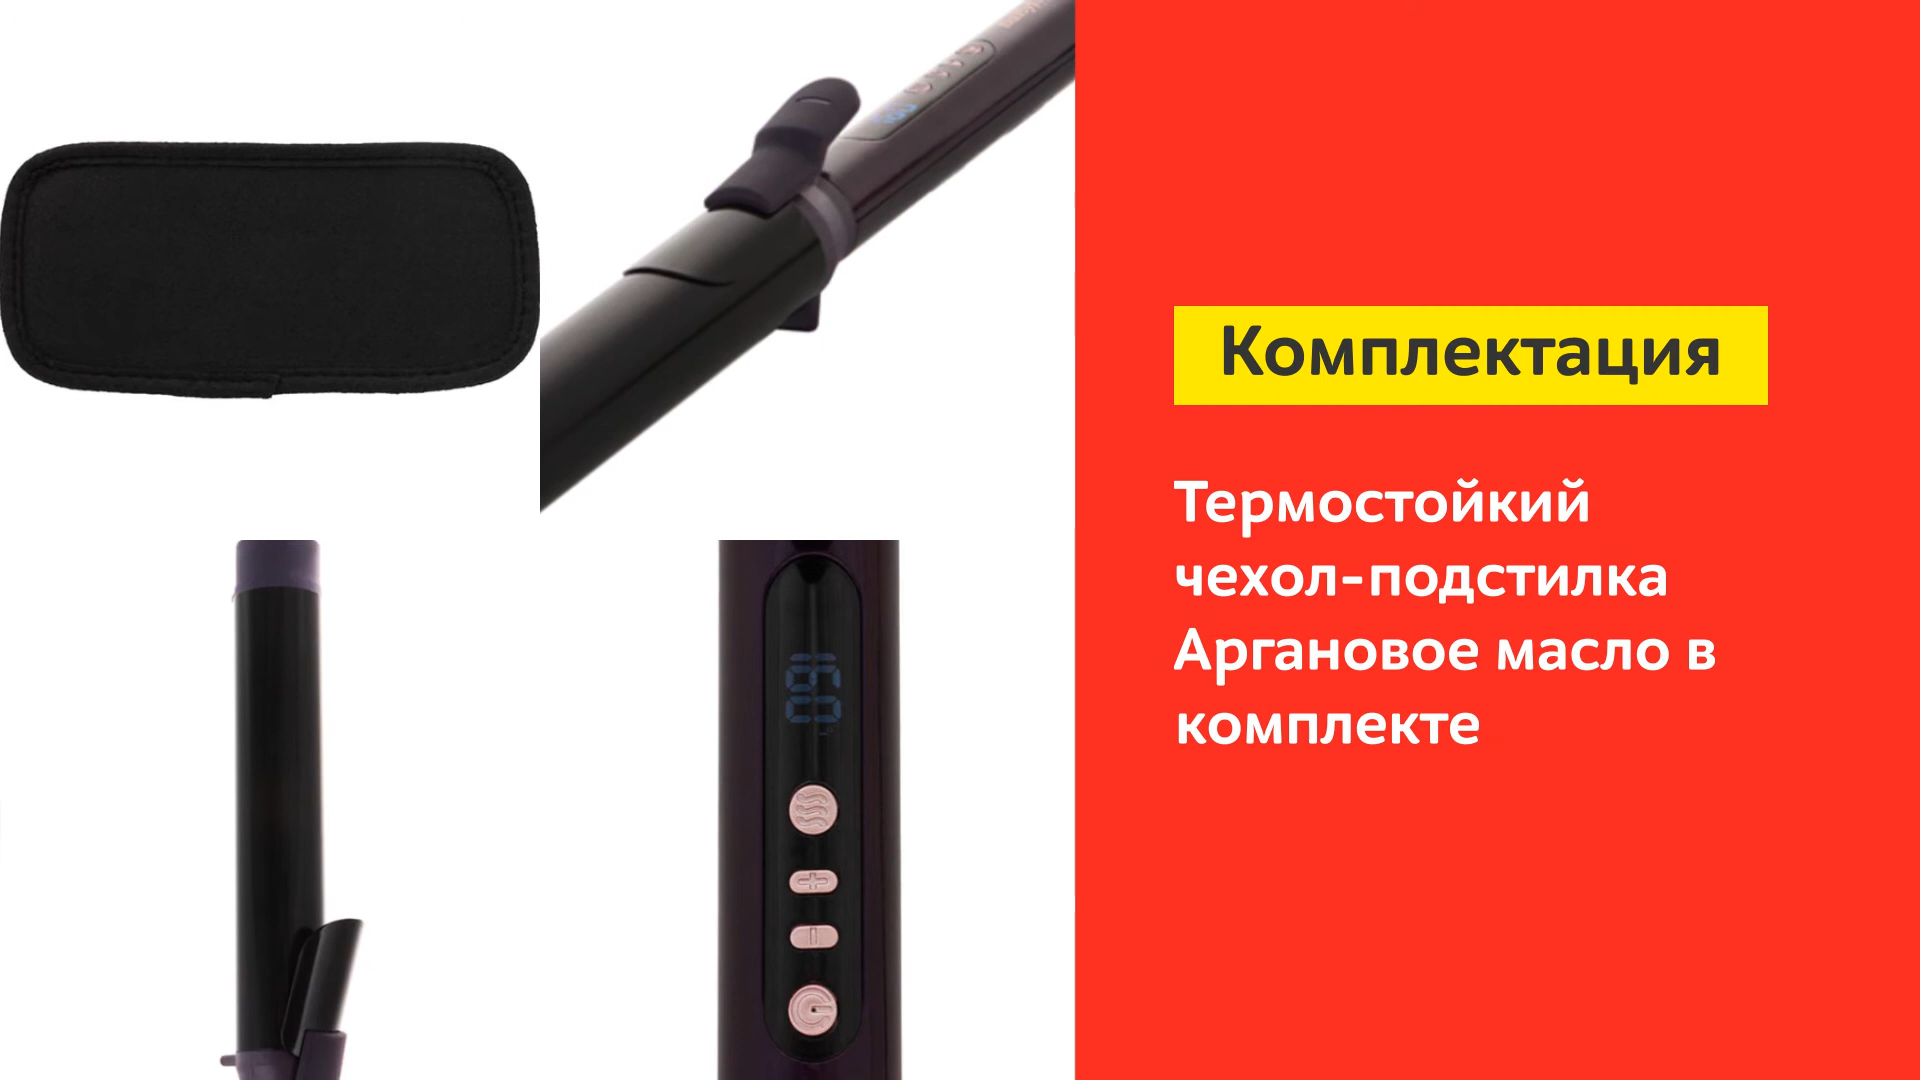 Комплектация
Термостойкий
чехол-подстилка
Аргановое масло в
комплекте
160